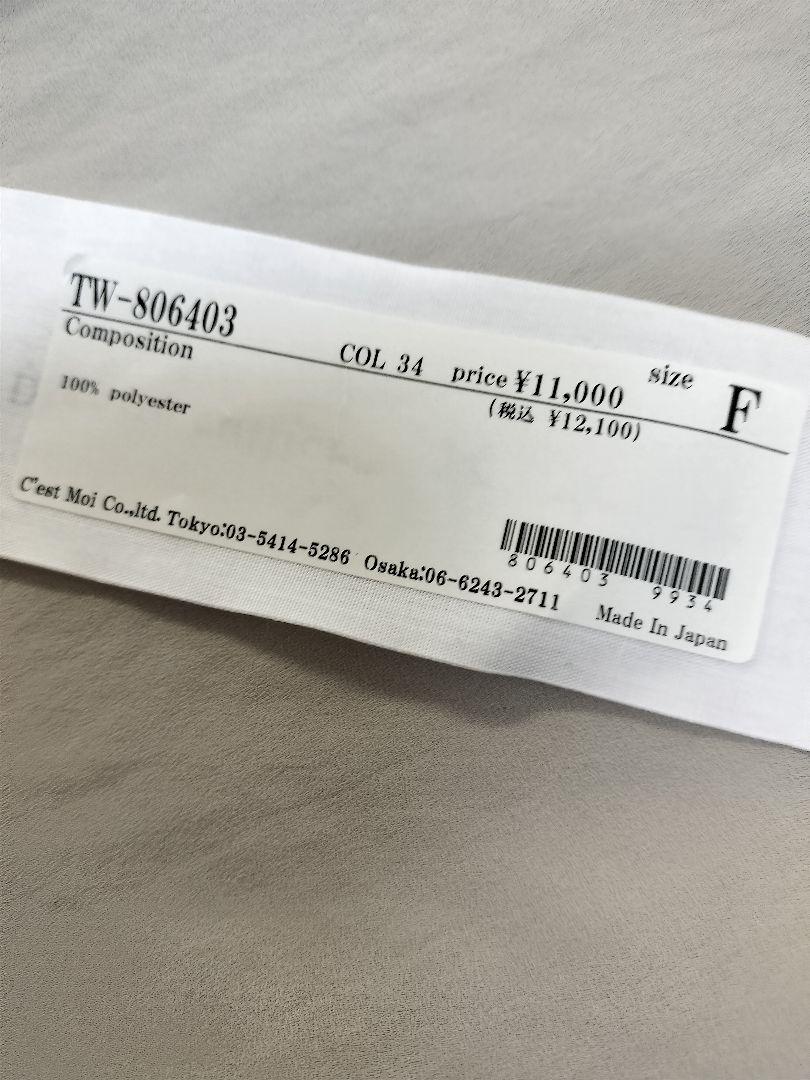 TW-806403
COL 34 price ¥11,000 size F
Composition
(税込 ¥12,100)
100% polyester
806403 9934
C'est Moi Co.,ltd. Tokyo:03-5414-5286 Osaka:06-6243-2711
Made In Japan